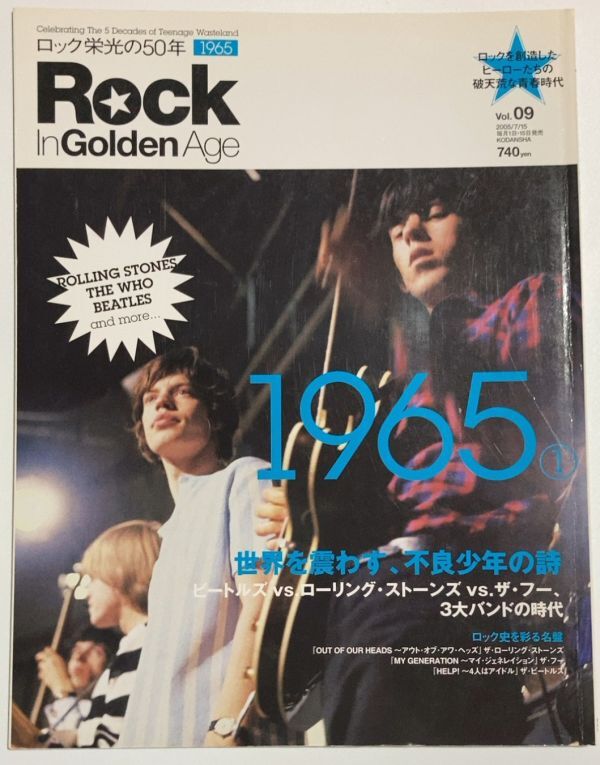 Celebrating The 5 Decades of Teenage Wasteland
ロック栄光の50年 1965
Rock
In Golden Age
ロックを創造した
ヒーローたちの
破天荒な青春時代
Vol.09
2005/7/15
毎月1日・15日発売
KODANSHA
740yen
ROLLING STONES
THE WHO
BEATLES
and more...
1965①
世界を震わす、不良少年の詩
ビートルズ vs.ローリング・ストーンズ vs.ザ・フー、
3大バンドの時代
ロック史を彩る名盤
「OUT OF OUR HEADS 〜アウト・オブ・アワ・ヘッズ」ザ・ローリング・ストーンズ
「MY GENERATION 〜マイ・ジェネレイション」ザ・フー
「HELP! 〜4人はアイドル」ザ・ビートルズ